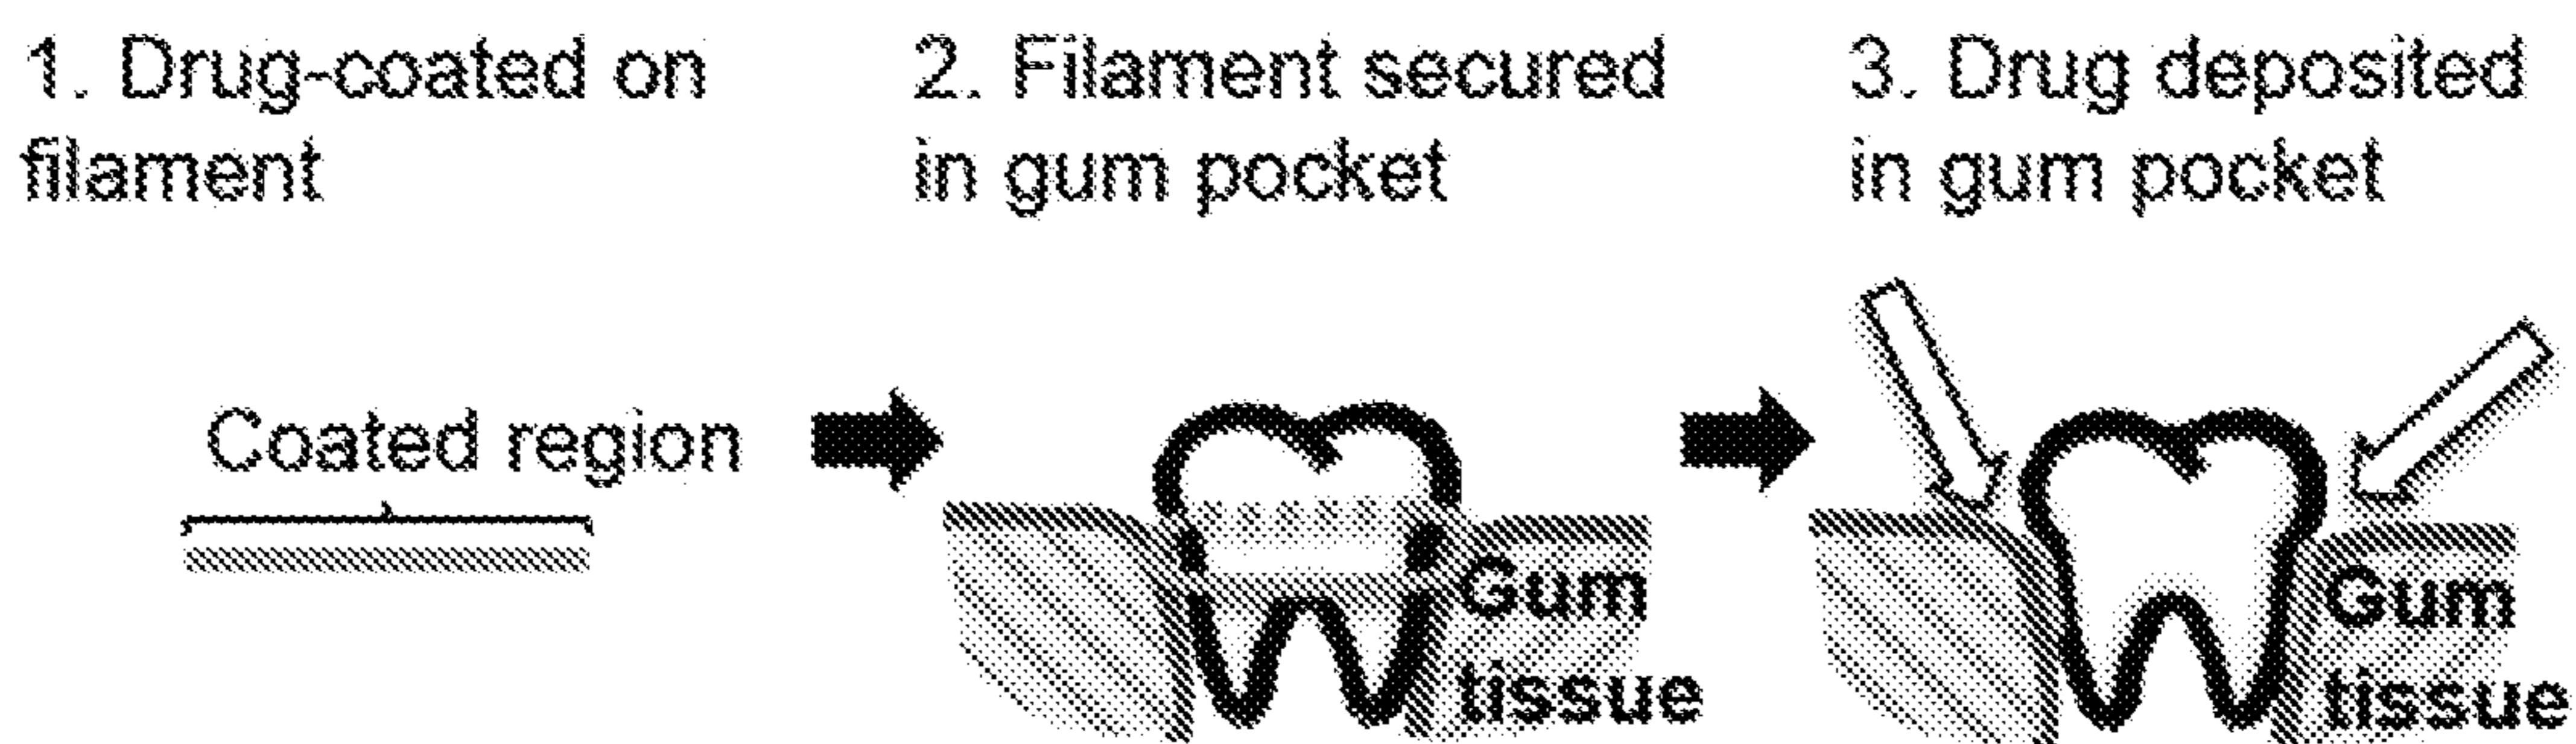 1. Drug-coated on
filament
2. Filament secured
in gum pocket
3. Drug deposited
in gum pocket
Coated region
Gum
tissue
Gum
tissue